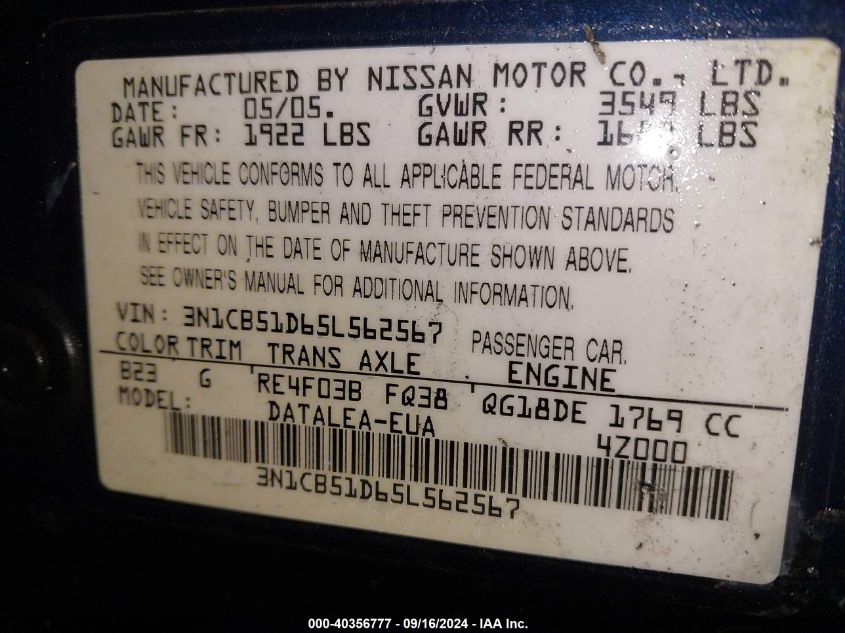 MANUFACTURED BY NISSAN MOTOR CO., LTD.
DATE: 05/05. GVWR: 3549 LBS
GAWR FR: 1922 LBS GAWR RR: LBS
THIS VEHICLE CONFORMS TO ALL APPLICABLE FEDERAL MOTOR
VEHICLE SAFETY, BUMPER AND THEFT PREVENTION STANDARDS
IN EFFECT ON THE DATE OF MANUFACTURE SHOWN ABOVE.
SEE OWNER'S MANUAL FOR ADDITIONAL INFORMATION.
VIN: 3N1CB51D65L562567 PASSENGER CAR.
COLOR TRIM TRANS AXLE ENGINE
B23 G RE4F03B FQ38 QG18DE 1769 CC
MODEL: DATALEA-EUA 4Z000
3N1CB51D65L562567
000-40356777 - 09/16/2024 - IAA Inc.